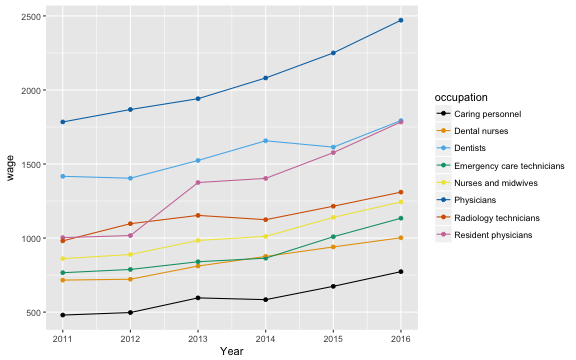 2500
2000
1500
1000
500
wage
2011 2012 2013 2014 2015 2016
Year
occupation
Caring personnel
Dental nurses
Dentists
Emergency care technicians
Nurses and midwives
Physicians
Radiology technicians
Resident physicians